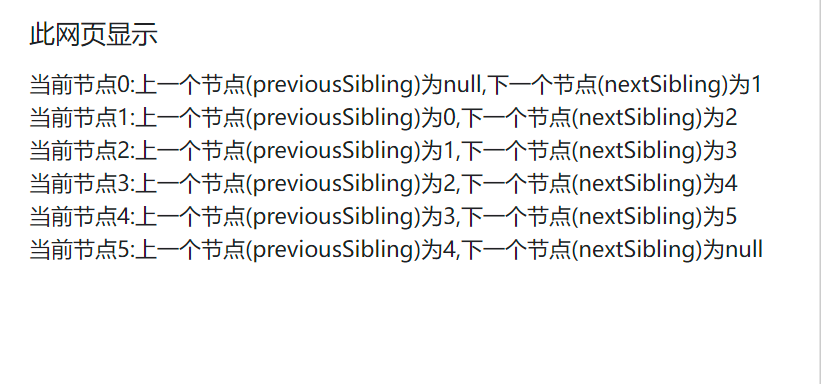 此网页显示
当前节点0:上一个节点(previousSibling)为null,下一个节点(nextSibling)为1
当前节点1:上一个节点(previousSibling)为0,下一个节点(nextSibling)为2
当前节点2:上一个节点(previousSibling)为1,下一个节点(nextSibling)为3
当前节点3:上一个节点(previousSibling)为2,下一个节点(nextSibling)为4
当前节点4:上一个节点(previousSibling)为3,下一个节点(nextSibling)为5
当前节点5:上一个节点(previousSibling)为4,下一个节点(nextSibling)为null